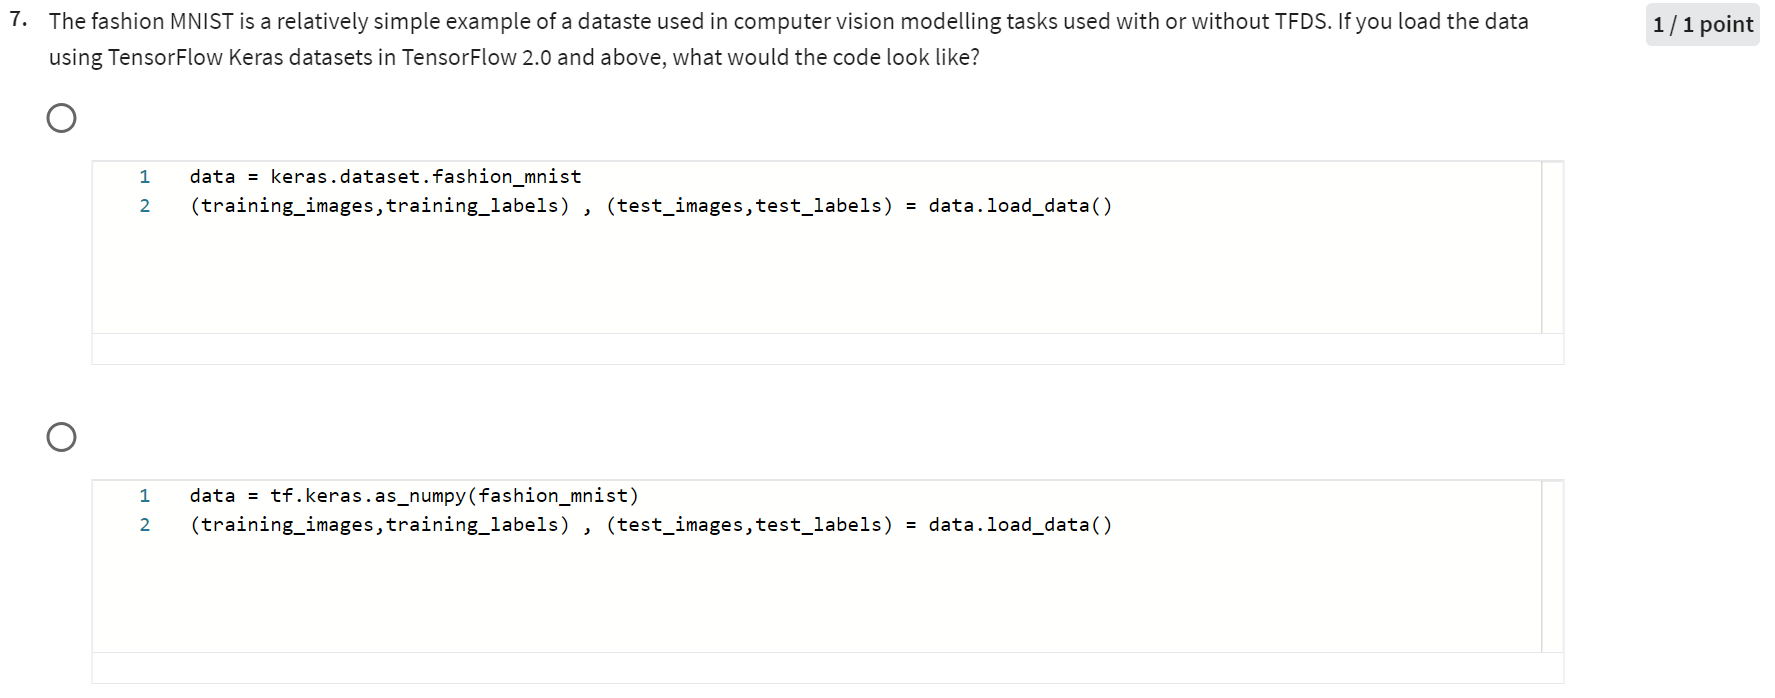 7. The fashion MNIST is a relatively simple example of a dataste used in computer vision modelling tasks used with or without TFDS. If you load the data
using TensorFlow Keras datasets in TensorFlow 2.0 and above, what would the code look like?
1 / 1 point
1 data = keras.dataset.fashion_mnist
2 (training_images,training_labels) , (test_images,test_labels) = data.load_data()
1 data = tf.keras.as_numpy(fashion_mnist)
2 (training_images,training_labels) , (test_images,test_labels) = data.load_data()